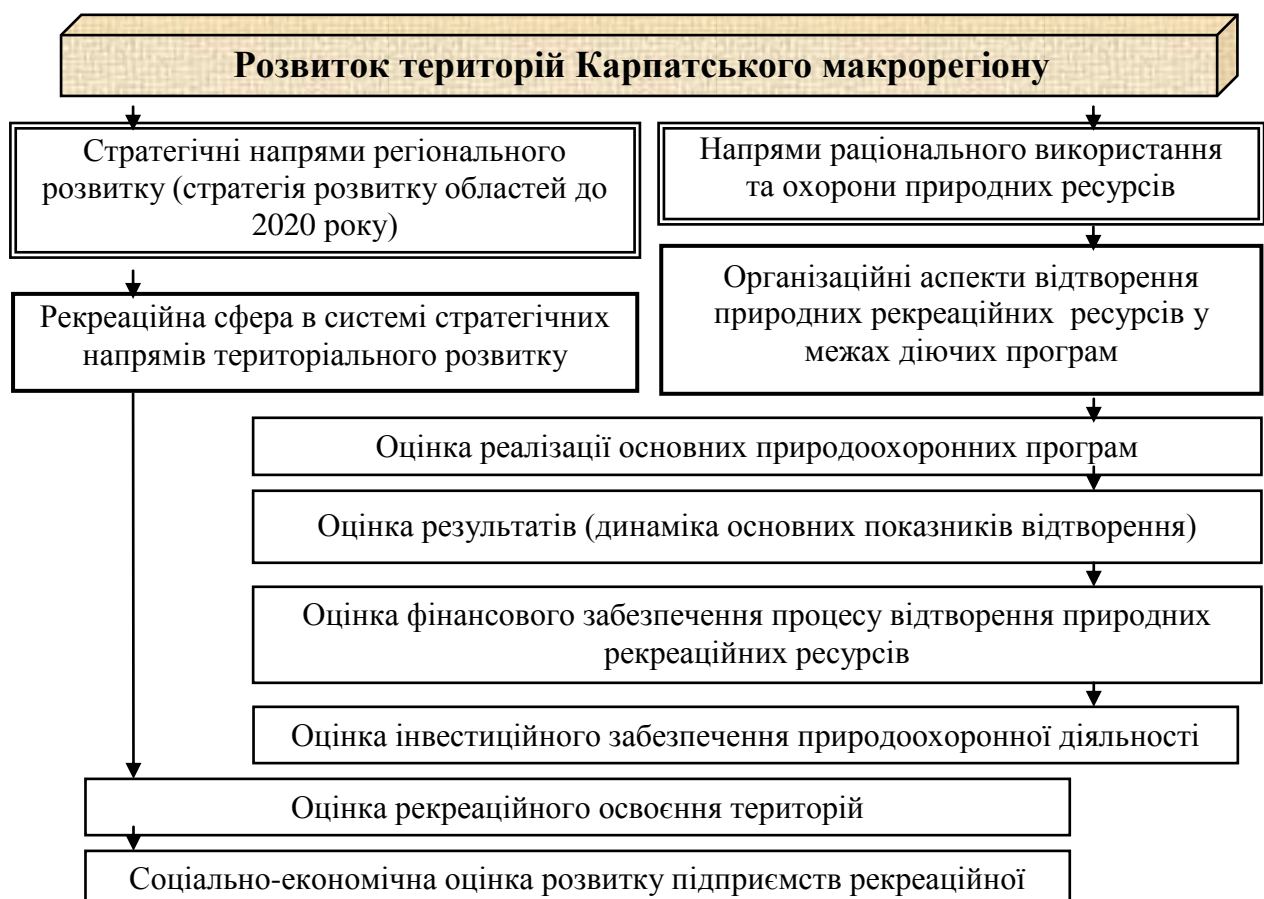 Розвиток територій Карпатського макрорегіону
Стратегічні напрями регіонального
розвитку (стратегія розвитку областей до
2020 року)
Рекреаційна сфера в системі стратегічних
напрямів територіального розвитку
Напрями раціонального використання
та охорони природних ресурсів
Організаційні аспекти відтворення
природних рекреаційних ресурсів у
межах діючих програм
Оцінка реалізації основних природоохоронних програм
Оцінка результатів (динаміка основних показників відтворення)
Оцінка фінансового забезпечення процесу відтворення природних
рекреаційних ресурсів
Оцінка інвестиційного забезпечення природоохоронної діяльності
Оцінка рекреаційного освоєння територій
Соціально-економічна оцінка розвитку підприємств рекреаційної